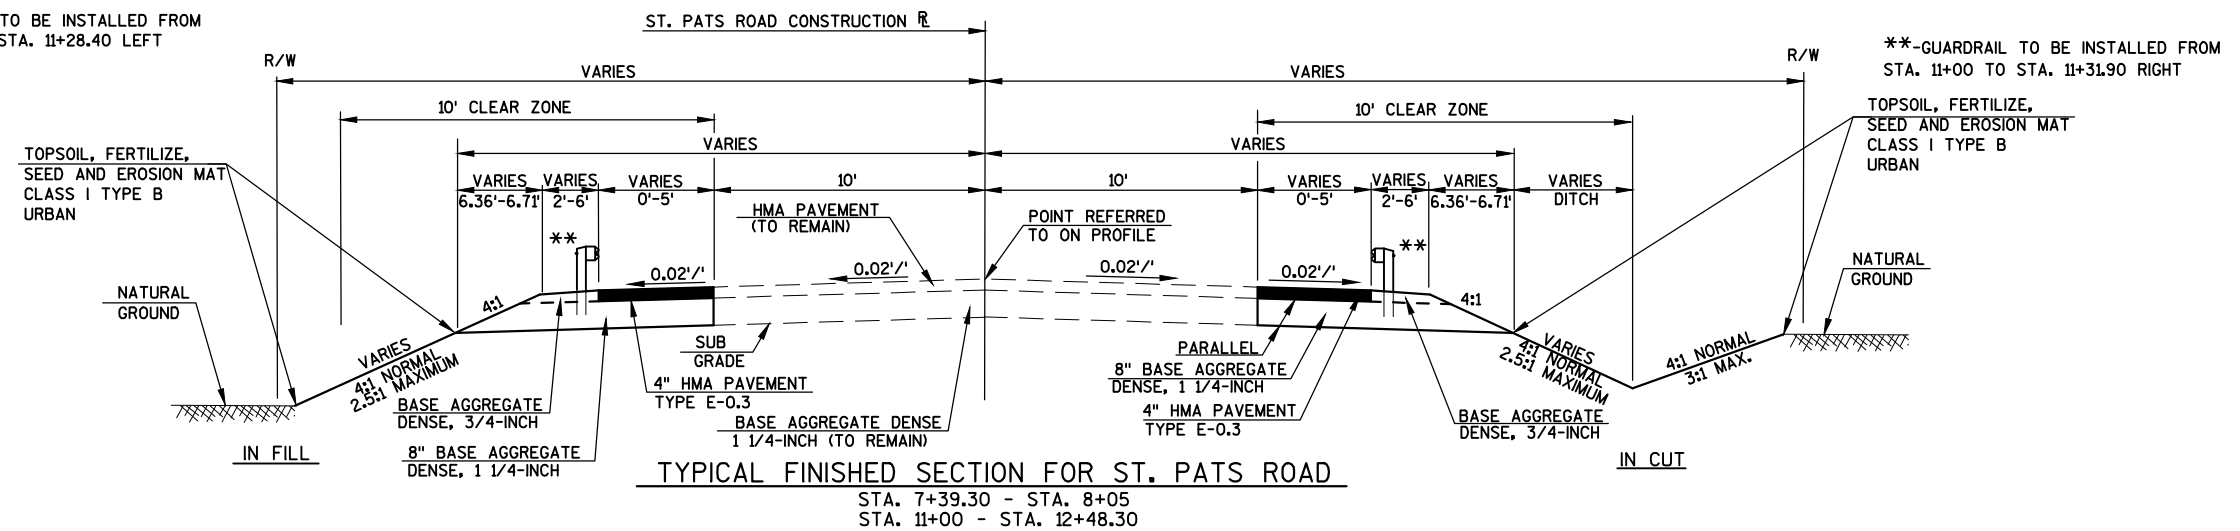 TO BE INSTALLED FROM
STA. 11+28.40 LEFT
ST. PATS ROAD CONSTRUCTION RL
R/W
VARIES
VARIES
R/W
**-GUARDRAIL TO BE INSTALLED FROM
STA. 11+00 TO STA. 11+31.90 RIGHT
10' CLEAR ZONE
10' CLEAR ZONE
TOPSOIL, FERTILIZE,
SEED AND EROSION MAT
CLASS I TYPE B
URBAN
VARIES
VARIES
TOPSOIL, FERTILIZE,
SEED AND EROSION MAT
CLASS I TYPE B
URBAN
VARIES
6.36'-6.71'
VARIES
2'-6'
VARIES
0'-5'
10'
10'
VARIES
0'-5'
VARIES
2'-6'
VARIES
6.36'-6.71'
VARIES
DITCH
HMA PAVEMENT
(TO REMAIN)
POINT REFERRED
TO ON PROFILE
**
**
0.02'/'
0.02'/'
0.02'/'
0.02'/'
NATURAL
GROUND
NATURAL
GROUND
4:1
4:1
VARIES
4:1 NORMAL
2.5:1 MAXIMUM
SUB
GRADE
PARALLEL
VARIES
4:1 NORMAL
2.5:1 MAXIMUM
4:1 NORMAL
3:1 MAX.
4" HMA PAVEMENT
TYPE E-0.3
8" BASE AGGREGATE
DENSE, 1 1/4-INCH
BASE AGGREGATE
DENSE, 3/4-INCH
BASE AGGREGATE DENSE
1 1/4-INCH (TO REMAIN)
4" HMA PAVEMENT
TYPE E-0.3
BASE AGGREGATE
DENSE, 3/4-INCH
IN FILL
8" BASE AGGREGATE
DENSE, 1 1/4-INCH
IN CUT
TYPICAL FINISHED SECTION FOR ST. PATS ROAD
STA. 7+39.30 - STA. 8+05
STA. 11+00 - STA. 12+48.30